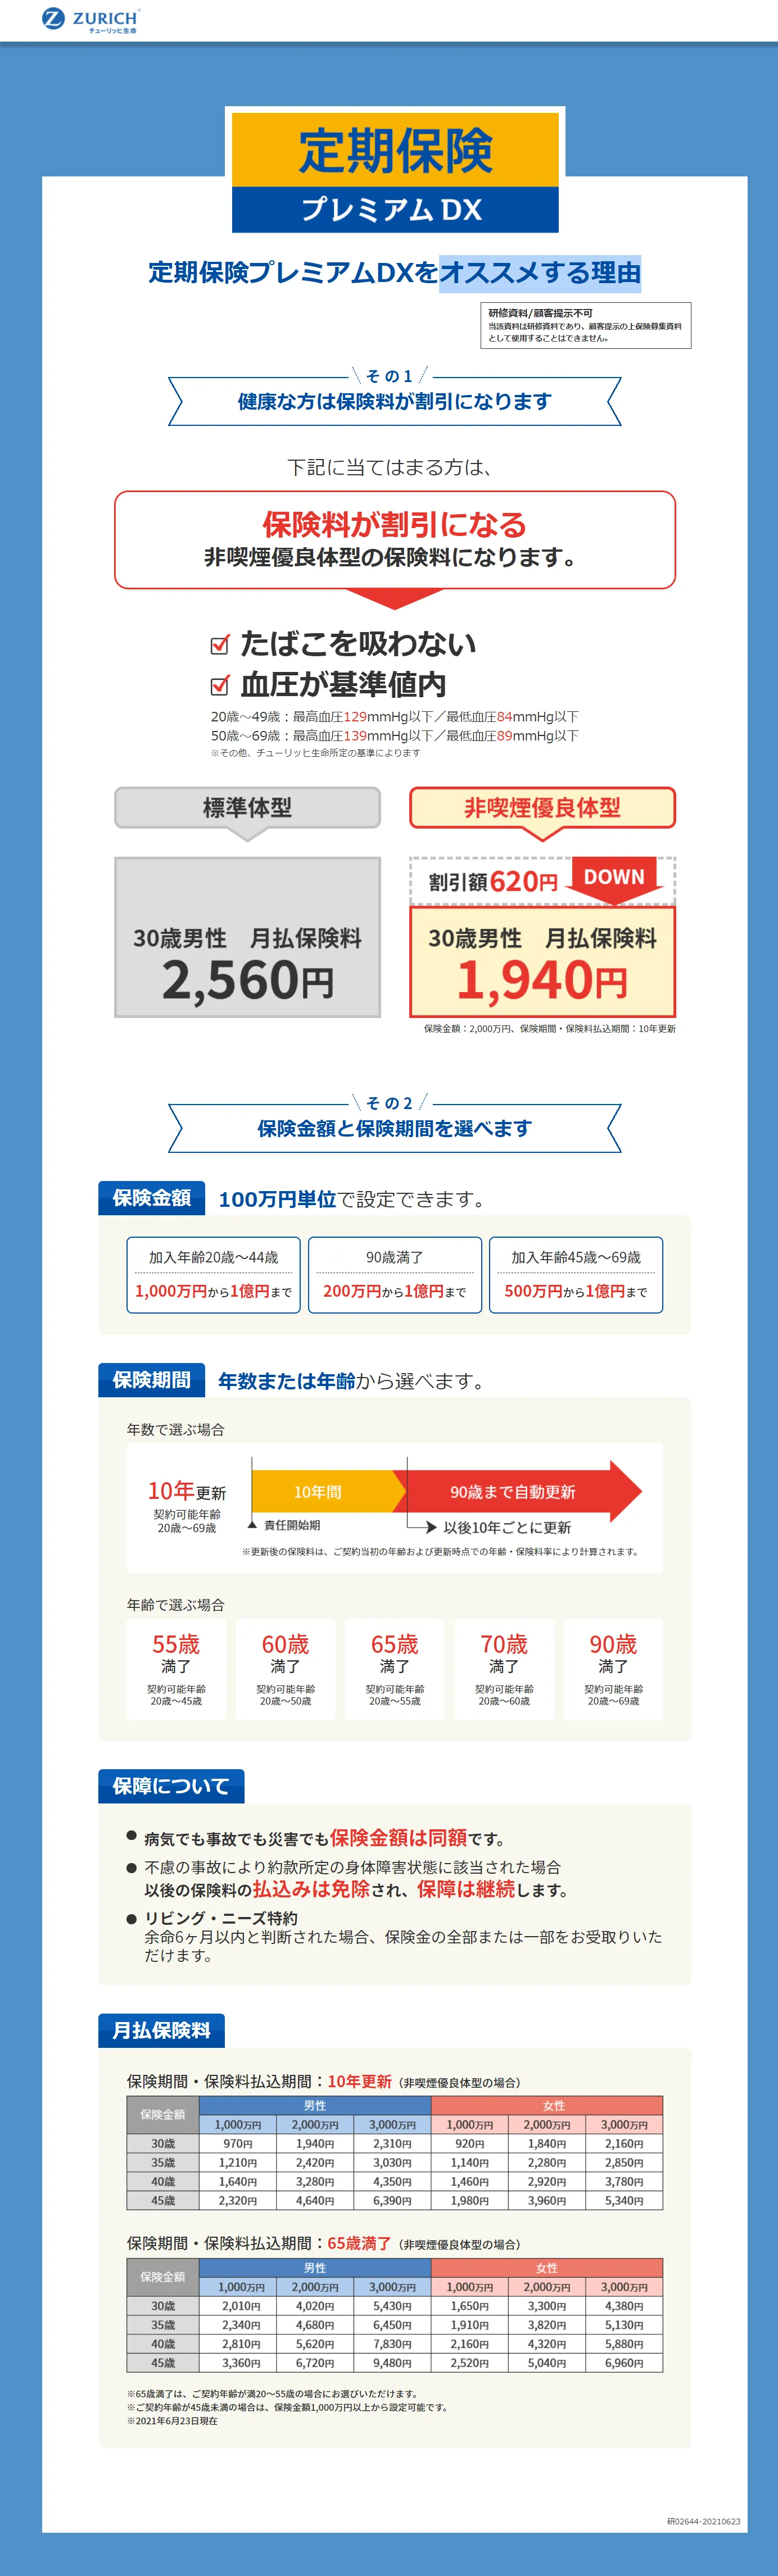 ZURICH
チューリッヒ生命
定期保険
プレミアム DX
定期保険プレミアムDXをオススメする理由
研修資料/顧客提示不可
当該資料は研修資料であり、顧客提示の上保険募集資料
として使用することはできません。
その1
健康な方は保険料が割引になります
下記に当てはまる方は、
保険料が割引になる
非喫煙優良体型の保険料になります。
たばこを吸わない
血圧が基準値内
20歳～49歳：最高血圧129mmHg以下／最低血圧84mmHg以下
50歳～69歳：最高血圧139mmHg以下／最低血圧89mmHg以下
※その他、チューリッヒ生命所定の基準によります
標準体型
30歳男性　月払保険料
2,560円
非喫煙優良体型
割引額620円 DOWN
30歳男性　月払保険料
1,940円
保険金額：2,000万円、保険期間・保険料払込期間：10年更新
その2
保険金額と保険期間を選べます
保険金額 100万円単位で設定できます。
加入年齢20歳～44歳
1,000万円から1億円まで
90歳満了
200万円から1億円まで
加入年齢45歳～69歳
500万円から1億円まで
保険期間 年数または年齢から選べます。
年数で選ぶ場合
10年更新
契約可能年齢
20歳～69歳
10年間
90歳まで自動更新
▲ 責任開始期
以後10年ごとに更新
※更新後の保険料は、ご契約当初の年齢および更新時点での年齢・保険料率により計算されます。
年齢で選ぶ場合
55歳
満了
契約可能年齢
20歳～45歳
60歳
満了
契約可能年齢
20歳～50歳
65歳
満了
契約可能年齢
20歳～55歳
70歳
満了
契約可能年齢
20歳～60歳
90歳
満了
契約可能年齢
20歳～69歳
保障について
● 病気でも事故でも災害でも保険金額は同額です。
● 不慮の事故により約款所定の身体障害状態に該当された場合
以後の保険料の払込みは免除され、保障は継続します。
● リビング・ニーズ特約
余命6ヶ月以内と判断された場合、保険金の全部または一部をお受取りいた
だけます。
月払保険料
保険期間・保険料払込期間：10年更新（非喫煙優良体型の場合）
保険金額 男性 女性
1,000万円 2,000万円 3,000万円 1,000万円 2,000万円 3,000万円
30歳 970円 1,940円 2,310円 920円 1,840円 2,160円
35歳 1,210円 2,420円 3,030円 1,140円 2,280円 2,850円
40歳 1,640円 3,280円 4,350円 1,460円 2,920円 3,780円
45歳 2,320円 4,640円 6,390円 1,980円 3,960円 5,340円
保険期間・保険料払込期間：65歳満了（非喫煙優良体型の場合）
保険金額 男性 女性
1,000万円 2,000万円 3,000万円 1,000万円 2,000万円 3,000万円
30歳 2,010円 4,020円 5,430円 1,650円 3,300円 4,380円
35歳 2,340円 4,680円 6,450円 1,910円 3,820円 5,130円
40歳 2,810円 5,620円 7,830円 2,160円 4,320円 5,880円
45歳 3,360円 6,720円 9,480円 2,520円 5,040円 6,960円
※65歳満了は、ご契約年齢が満20～55歳の場合にお選びいただけます。
※ご契約年齢が45歳未満の場合は、保険金額1,000万円以上から設定可能です。
※2021年6月23日現在
研02644-20210623